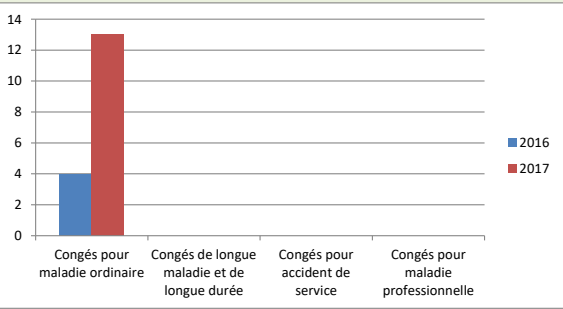 14
12
10
8
6
4
2
0
Congés pour
maladie ordinaire
Congés de longue
maladie et de
longue durée
Congés pour
accident de
service
Congés pour
maladie
professionnelle
2016
2017